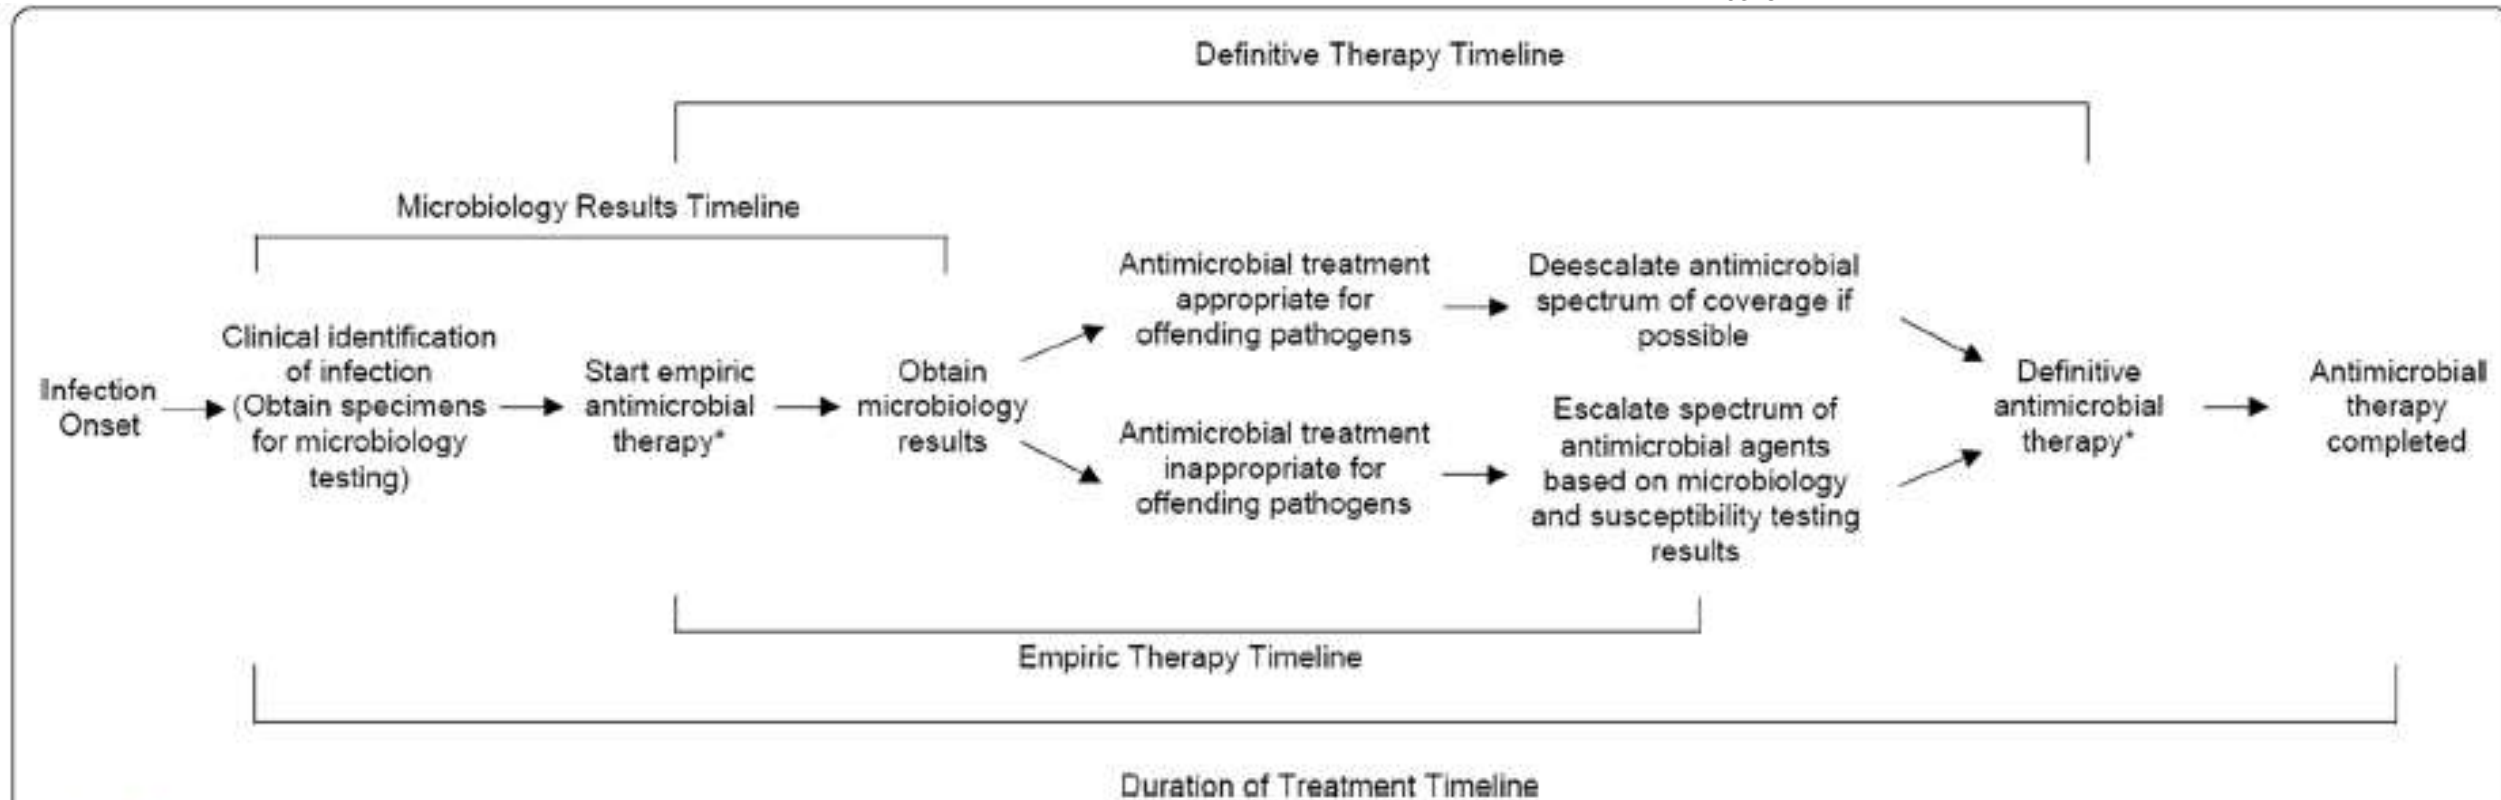 Definitive Therapy Timeline
Microbiology Results Timeline
Infection
Onset
Clinical identification
of infection
(Obtain specimens
for microbiology
testing)
Start empiric
antimicrobial
therapy*
Obtain
microbiology
results
Antimicrobial treatment
appropriate for
offending pathogens
Deescalate antimicrobial
spectrum of coverage if
possible
Antimicrobial treatment
inappropriate for
offending pathogens
Escalate spectrum of
antimicrobial agents
based on microbiology
and susceptibility testing
results
Definitive
antimicrobial
therapy*
Antimicrobial
therapy
completed
Empiric Therapy Timeline
Duration of Treatment Timeline